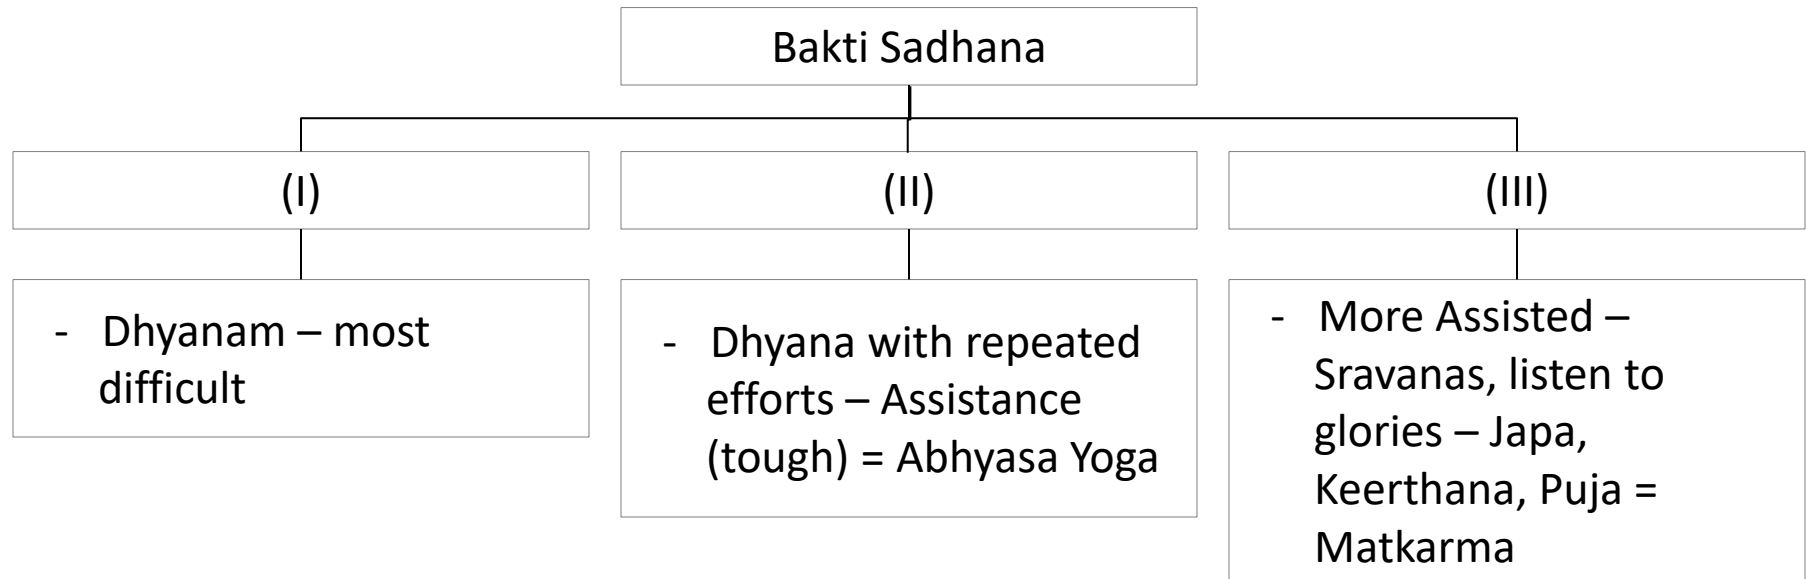 Bakti Sadhana
(I)
(II)
(III)
- Dhyanam – most
difficult
- Dhyana with repeated
efforts – Assistance
(tough) = Abhyasa Yoga
- More Assisted –
Sravanas, listen to
glories – Japa,
Keerthana, Puja =
Matkarma